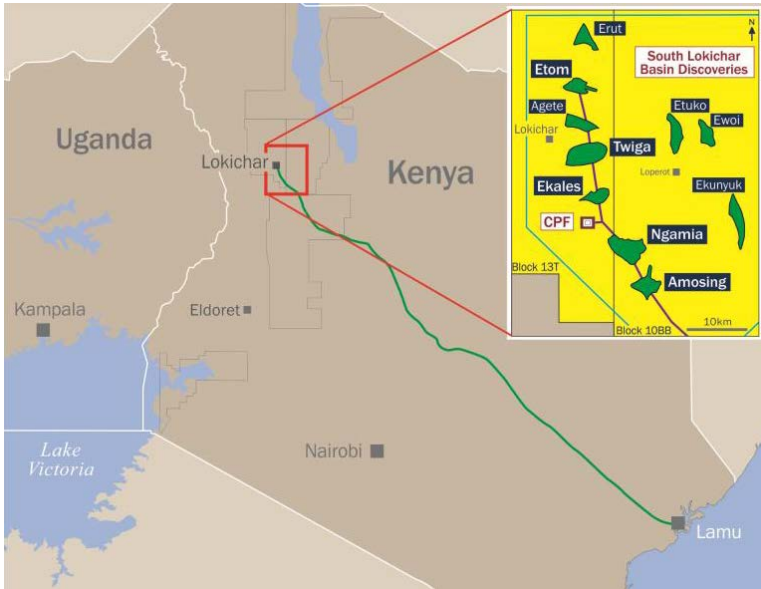 Uganda
Kenya
Lokichar
Eldoret
Kampala
Nairobi
Lake
Victoria
Lamu
N
South Lokichar
Basin Discoveries
Erut
Etom
Agete
Lokichar
Twiga
Etuko
Ewoi
Loperot
Ekales
Ekunyuk
CPF
Ngamia
Amosing
Block 13T
Block 10BB
10km